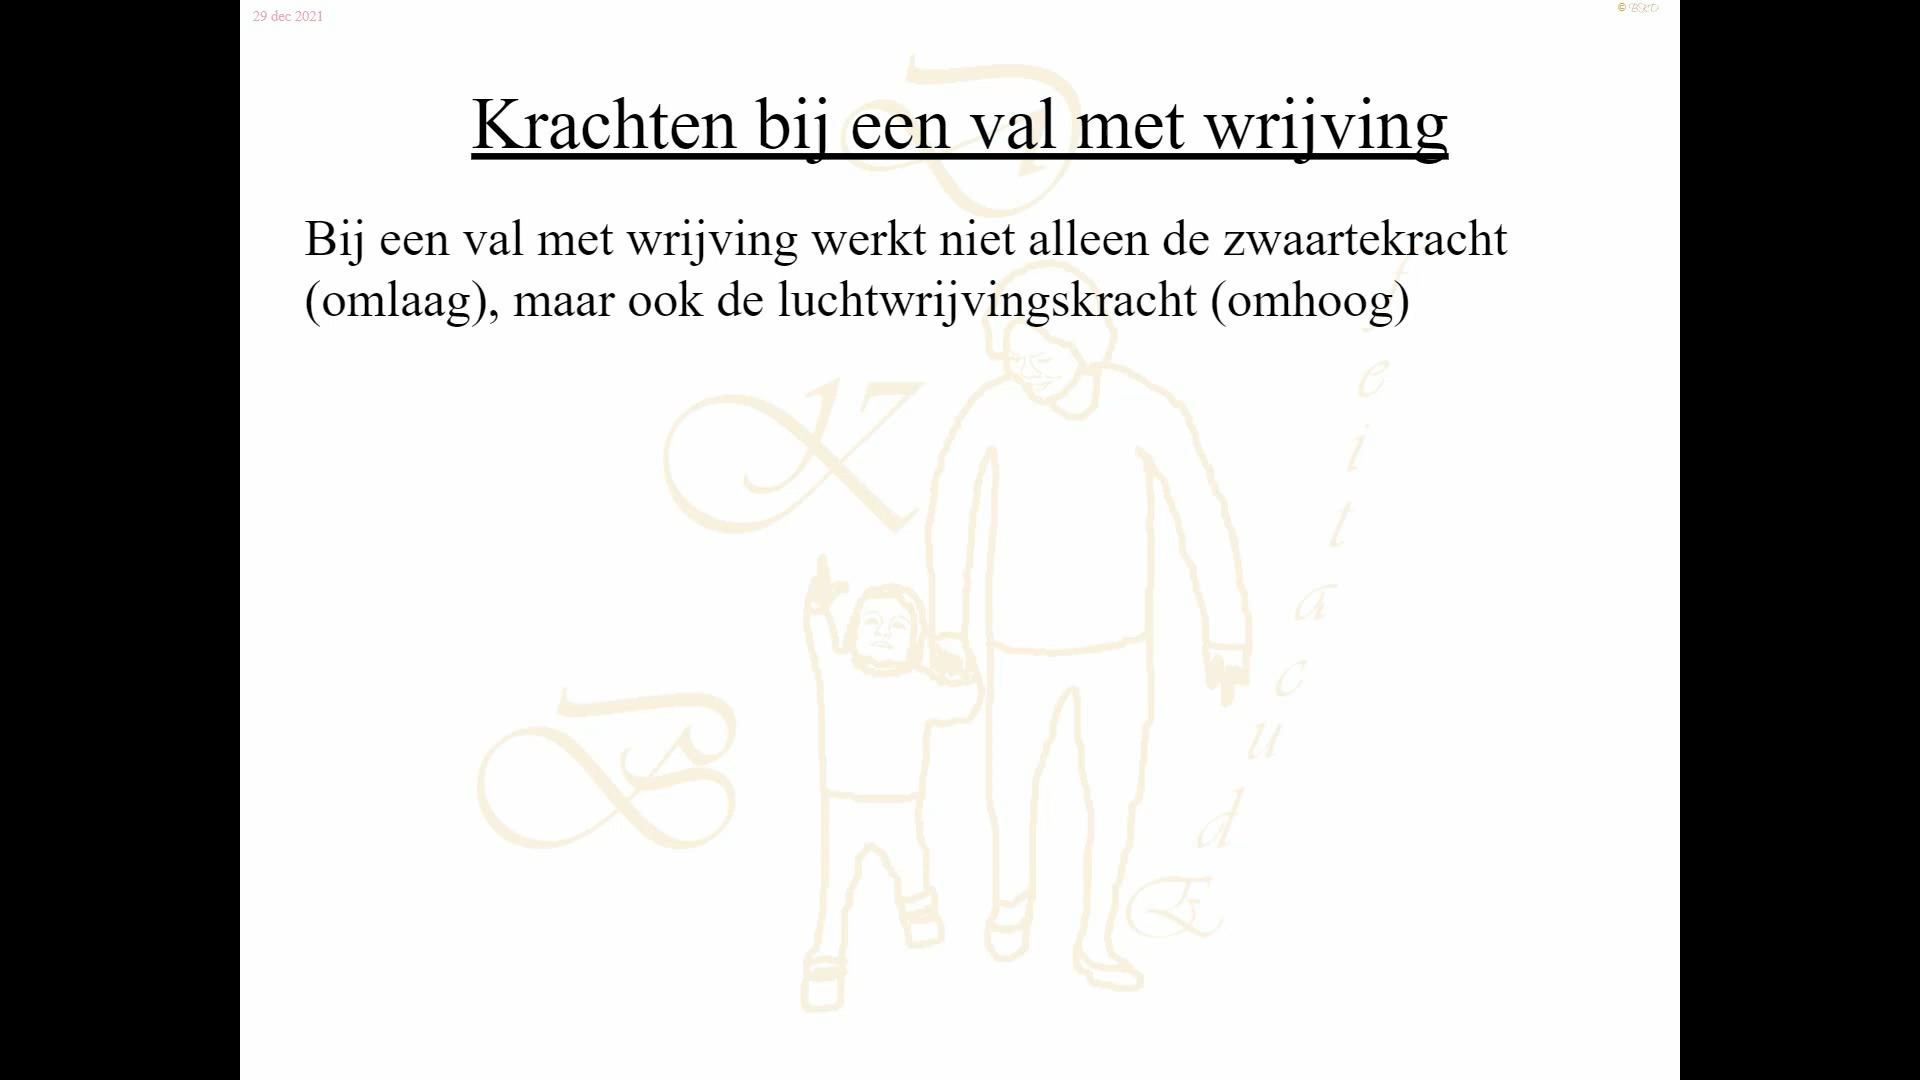 29 dec 2021
© BKD
Krachten bij een val met wrijving
Bij een val met wrijving werkt niet alleen de zwaartekracht
(omlaag), maar ook de luchtwrijvingskracht (omhoog)
B K D